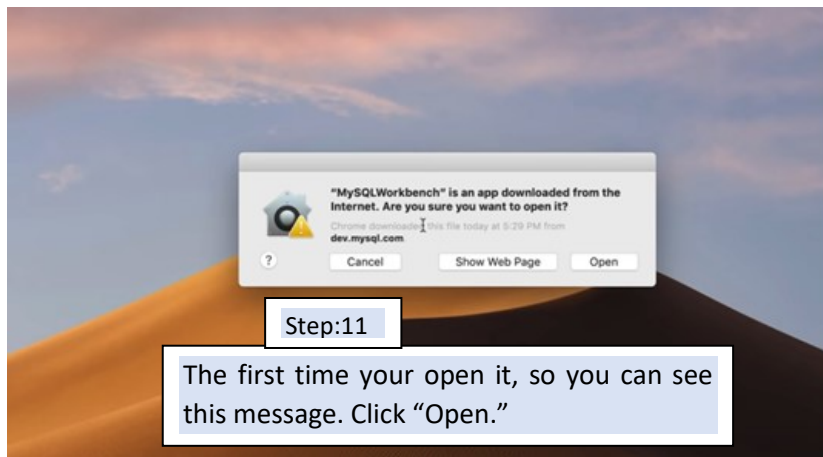 "MySQLWorkbench" is an app downloaded from the
Internet. Are you sure you want to open it?
Chrome downloaded this file today at 5:29 PM from
dev.mysql.com
?
Cancel
Show Web Page
Open
Step:11
The first time your open it, so you can see
this message. Click “Open.”